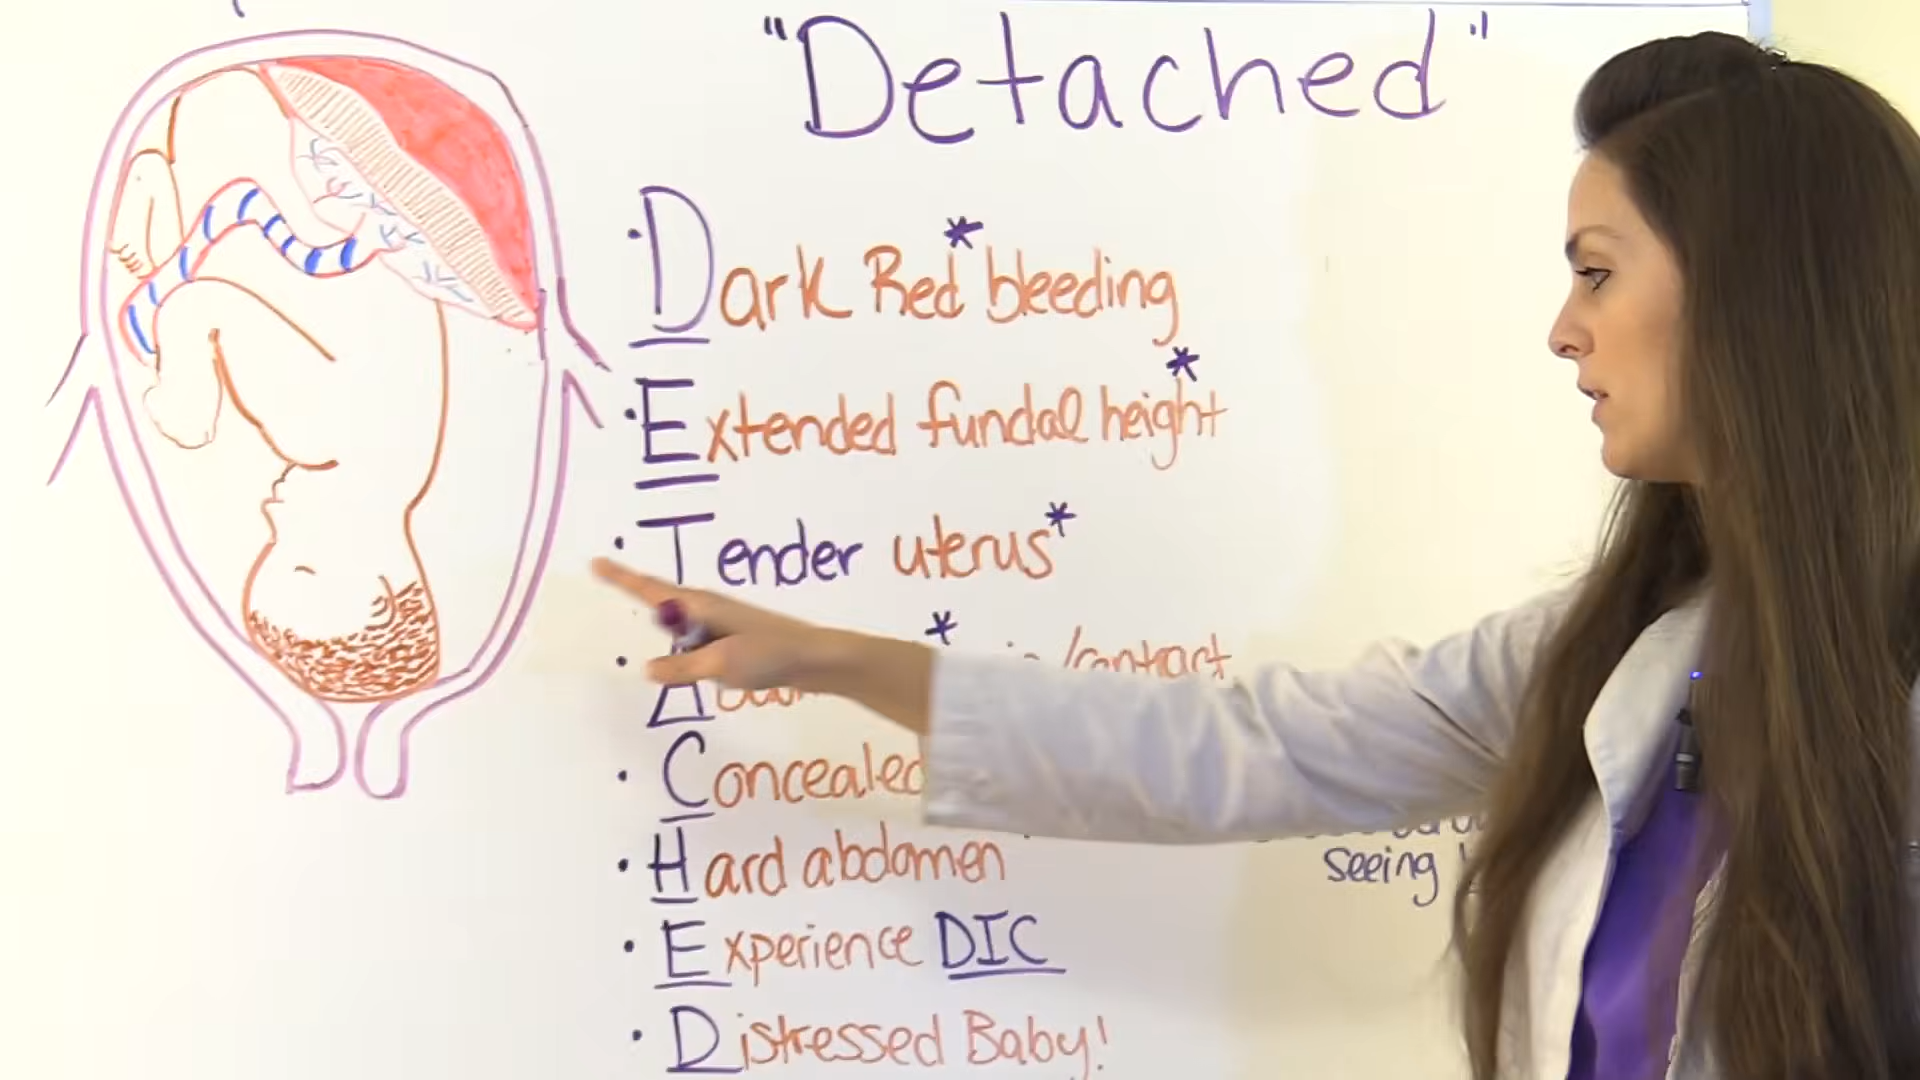 "Detached"
• Dark Red* bleeding
• Extended fundal height*
• Tender uterus*
• A * /contract
• Concealed
• Hard abdomen
seeing
• Experience DIC
• Distressed Baby!